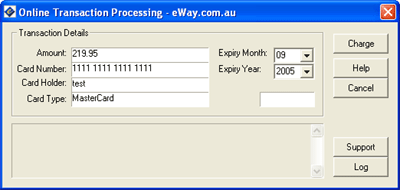 Online Transaction Processing - eWay.com.au
Transaction Details
Amount: 219.95 Expiry Month: 09
Card Number: 1111 1111 1111 1111 Expiry Year: 2005
Card Holder: test
Card Type: MasterCard
Charge
Help
Cancel
Support
Log